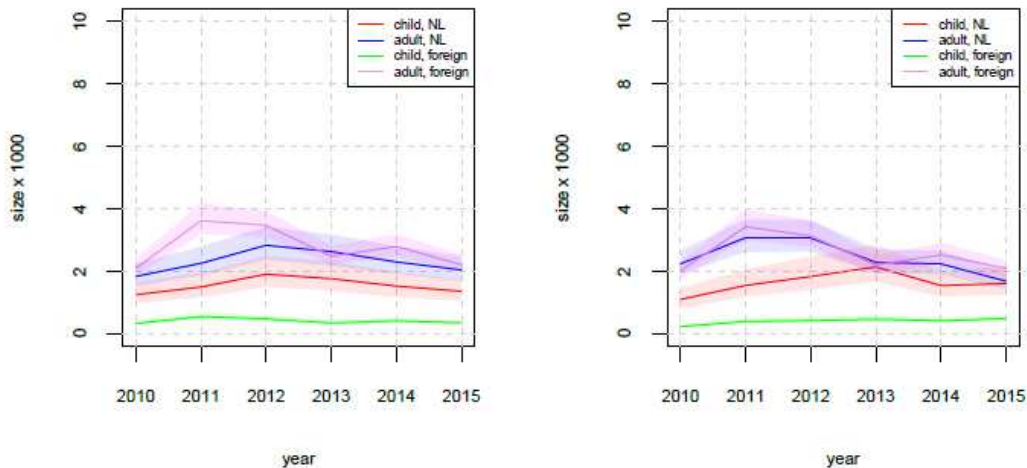 child, NL
adult, NL
child, foreign
adult, foreign
size x 1000
10
8
6
4
2
0
2010 2011 2012 2013 2014 2015
year
child, NL
adult, NL
child, foreign
adult, foreign
size x 1000
10
8
6
4
2
0
2010 2011 2012 2013 2014 2015
year